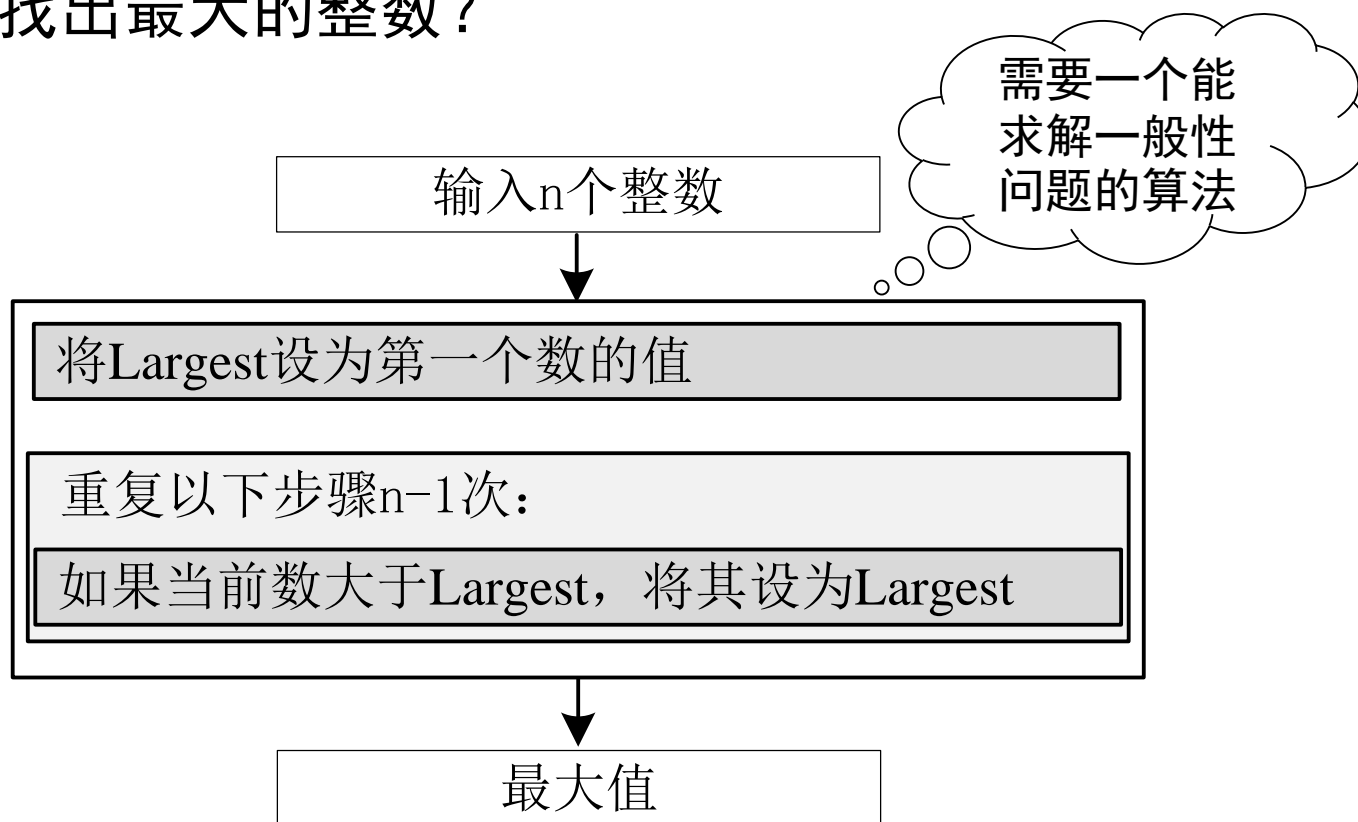 找出最大的整数?
需要一个能
求解一般性
问题的算法
输入n个整数
将Largest设为第一个数的值
重复以下步骤n-1次：
如果当前数大于Largest，将其设为Largest
最大值